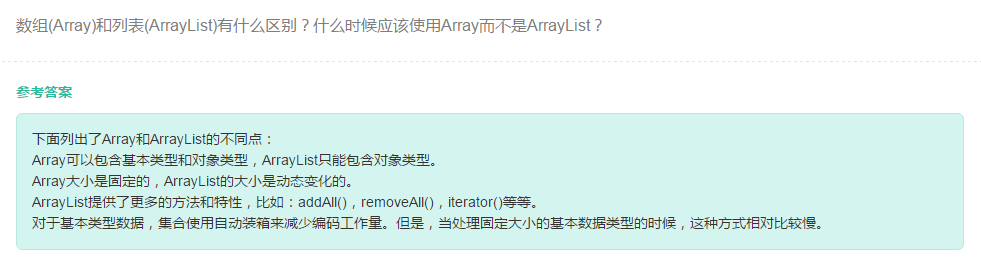 数组(Array)和列表(ArrayList)有什么区别？什么时候应该使用Array而不是ArrayList？
参考答案
下面列出了Array和ArrayList的不同点：
Array可以包含基本类型和对象类型，ArrayList只能包含对象类型。
Array大小是固定的，ArrayList的大小是动态变化的。
ArrayList提供了更多的方法和特性，比如：addAll()，removeAll()，iterator()等等。
对于基本类型数据，集合使用自动装箱来减少编码工作量。但是，当处理固定大小的基本数据类型的时候，这种方式相对比较慢。